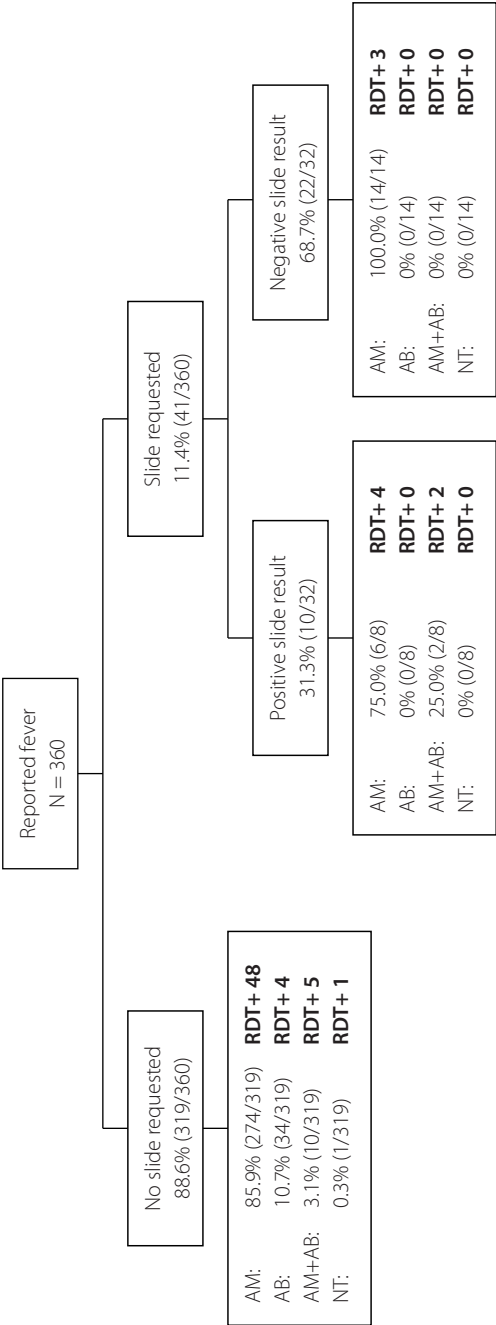 Reported fever
N = 360
No slide requested
88.6% (319/360)
Slide requested
11.4% (41/360)
AM: 85.9% (274/319) RDT+ 48
AB: 10.7% (34/319) RDT+ 4
AM+AB: 3.1% (10/319) RDT+ 5
NT: 0.3% (1/319) RDT+ 1
Positive slide result
31.3% (10/32)
Negative slide result
68.7% (22/32)
AM: 75.0% (6/8) RDT+ 4
AB: 0% (0/8) RDT+ 0
AM+AB: 25.0% (2/8) RDT+ 2
NT: 0% (0/8) RDT+ 0
AM: 100.0% (14/14) RDT+ 3
AB: 0% (0/14) RDT+ 0
AM+AB: 0% (0/14) RDT+ 0
NT: 0% (0/14) RDT+ 0